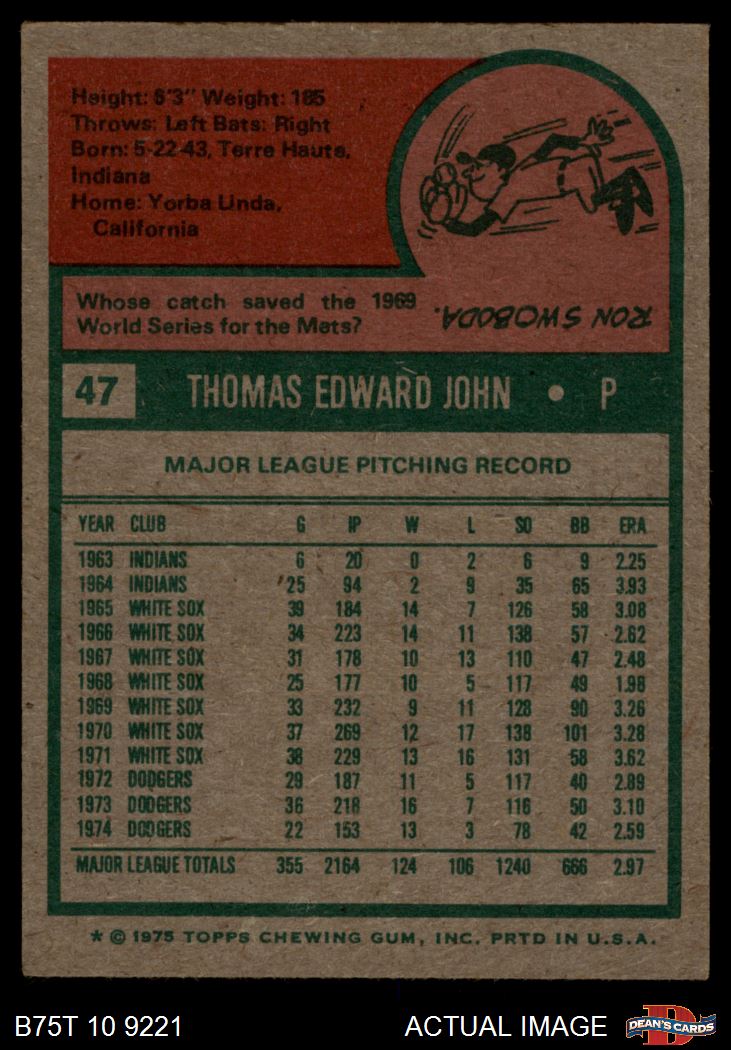 Height: 6'3" Weight: 185
Throws: Left Bats: Right
Born: 5-22-43, Terre Haute,
Indiana
Home: Yorba Linda,
California
Whose catch saved the 1969
World Series for the Mets?
RON SWOBODA.
47 THOMAS EDWARD JOHN • P
MAJOR LEAGUE PITCHING RECORD
YEAR CLUB G IP W L SO BB ERA
1963 INDIANS 6 20 0 2 6 9 2.25
1964 INDIANS 25 94 2 9 35 65 3.93
1965 WHITE SOX 39 184 14 7 126 58 3.08
1966 WHITE SOX 34 223 14 11 138 57 2.62
1967 WHITE SOX 31 178 10 13 110 47 2.48
1968 WHITE SOX 25 177 10 5 117 49 1.98
1969 WHITE SOX 33 232 9 11 128 90 3.26
1970 WHITE SOX 37 269 12 17 138 101 3.28
1971 WHITE SOX 38 229 13 16 131 58 3.62
1972 DODGERS 29 187 11 5 117 40 2.89
1973 DODGERS 36 218 16 7 116 50 3.10
1974 DODGERS 22 153 13 3 78 42 2.59
MAJOR LEAGUE TOTALS 355 2164 124 106 1240 666 2.97
* © 1975 TOPPS CHEWING GUM, INC. PRTD IN U.S.A.
B75T 10 9221 ACTUAL IMAGE D DEAN'S CARDS